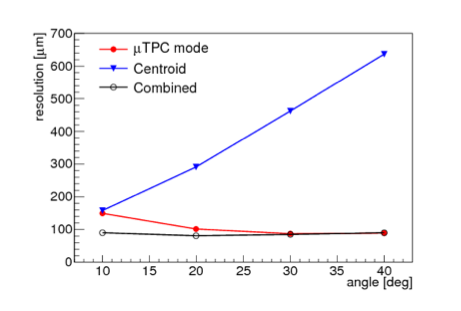 700
600
500
400
300
200
100
0
resolution [μm]
μTPC mode
Centroid
Combined
10 15 20 25 30 35 40
angle [deg]